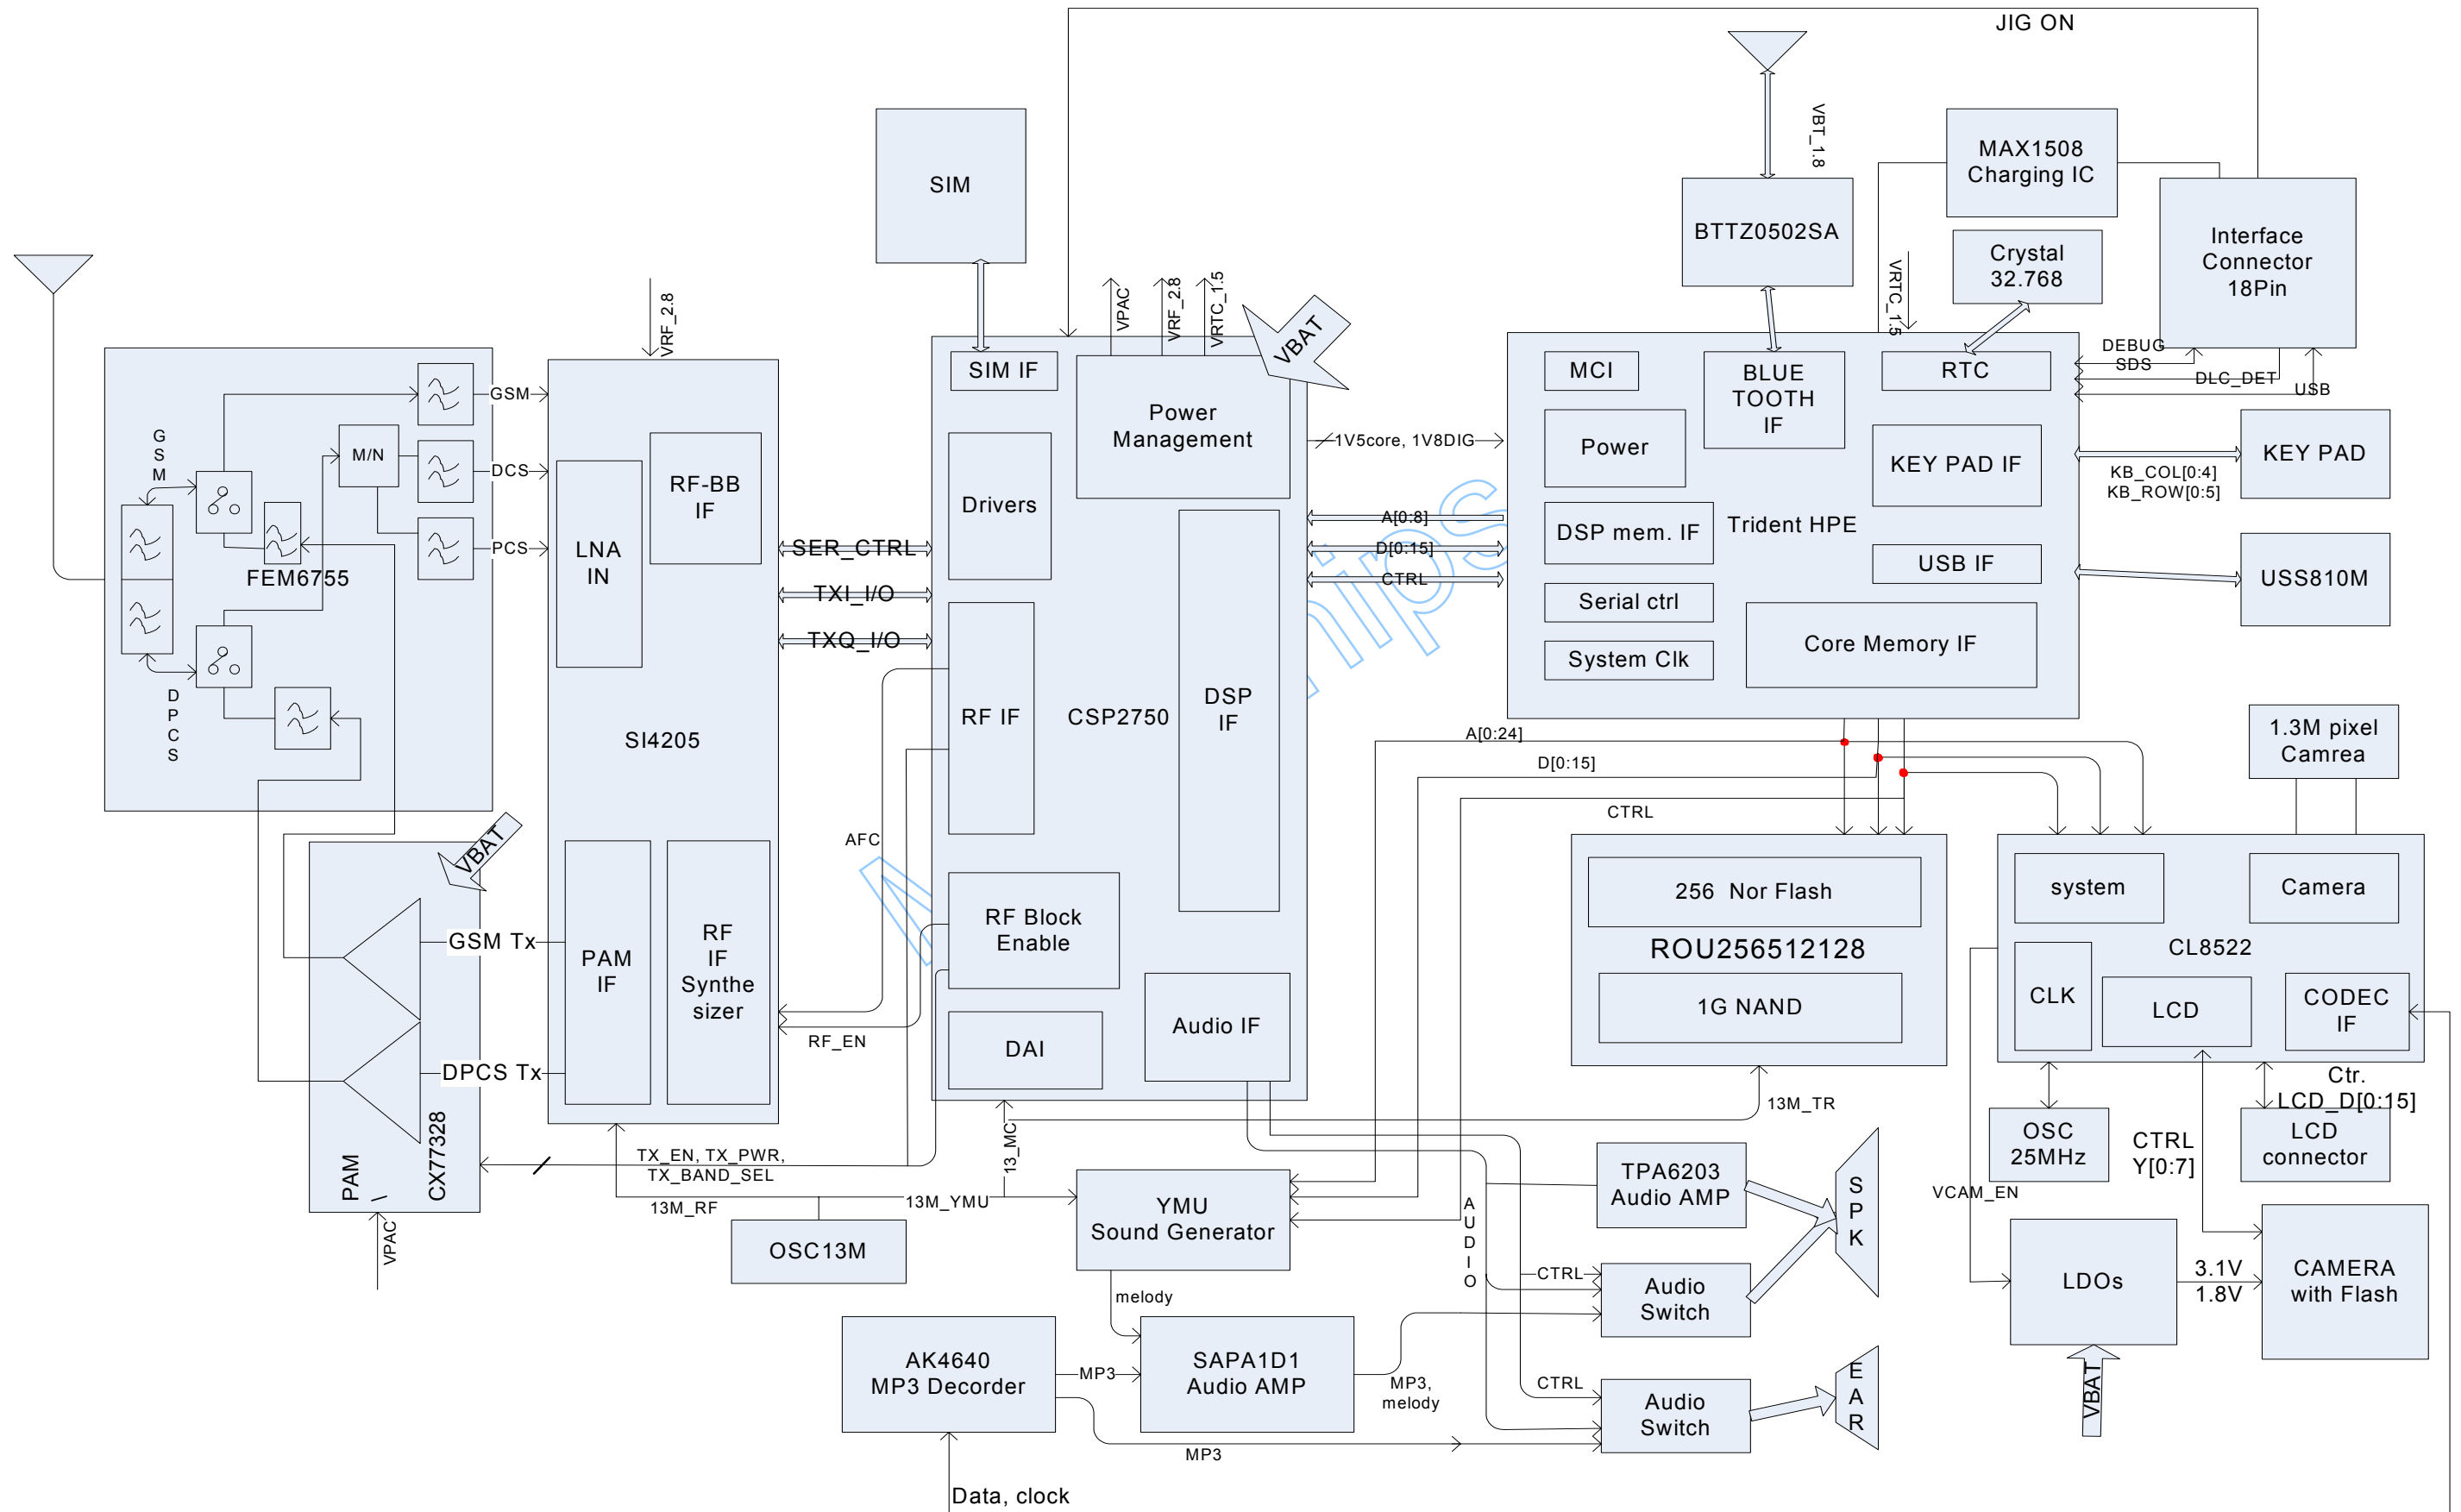 JIG ON
VBT_1.8
SIM
MAX1508
Charging IC
BTTZ0502SA
Crystal
32.768
Interface
Connector
18Pin
VRF_2.8
VPAC
VRF_2.8
VRTC_1.5
VBAT
VRTC_1.5
SIM IF
Power
Management
Drivers
DSP
IF
RF IF
CSP2750
RF Block
Enable
DAI
Audio IF
MCI
BLUE
TOOTH
IF
RTC
Power
KEY PAD IF
DSP mem. IF
Trident HPE
USB IF
Serial ctrl
Core Memory IF
System Clk
DEBUG
SDS
DLC_DET
USB
KEY PAD
KB_COL[0:4]
KB_ROW[0:5]
USS810M
1V5core, 1V8DIG
A[0:8]
D[0:15]
CTRL
GSM
DCS
PCS
G
S
M
M/N
FEM6755
D
P
C
S
LNA
IN
RF-BB
IF
SI4205
PAM
IF
RF
IF
Synthe
sizer
SER_CTRL
TXI_I/O
TXQ_I/O
AFC
RF_EN
VBAT
GSM Tx
DPCS Tx
PAM
CX77328
VPAC
TX_EN, TX_PWR,
TX_BAND_SEL
13M_RF
13M_YMU
13_MC
13M_TR
OSC13M
A[0:24]
D[0:15]
CTRL
256 Nor Flash
ROU256512128
1G NAND
1.3M pixel
Camrea
system
Camera
CL8522
CLK
LCD
CODEC
IF
OSC
25MHz
Ctr.
LCD_D[0:15]
LCD
connector
CTRL
Y[0:7]
VCAM_EN
LDOs
3.1V
1.8V
CAMERA
with Flash
VBAT
YMU
Sound Generator
melody
AK4640
MP3 Decorder
MP3
SAPA1D1
Audio AMP
MP3,
melody
MP3
Data, clock
A
U
D
I
O
TPA6203
Audio AMP
CTRL
Audio
Switch
CTRL
Audio
Switch
S
P
K
E
A
R